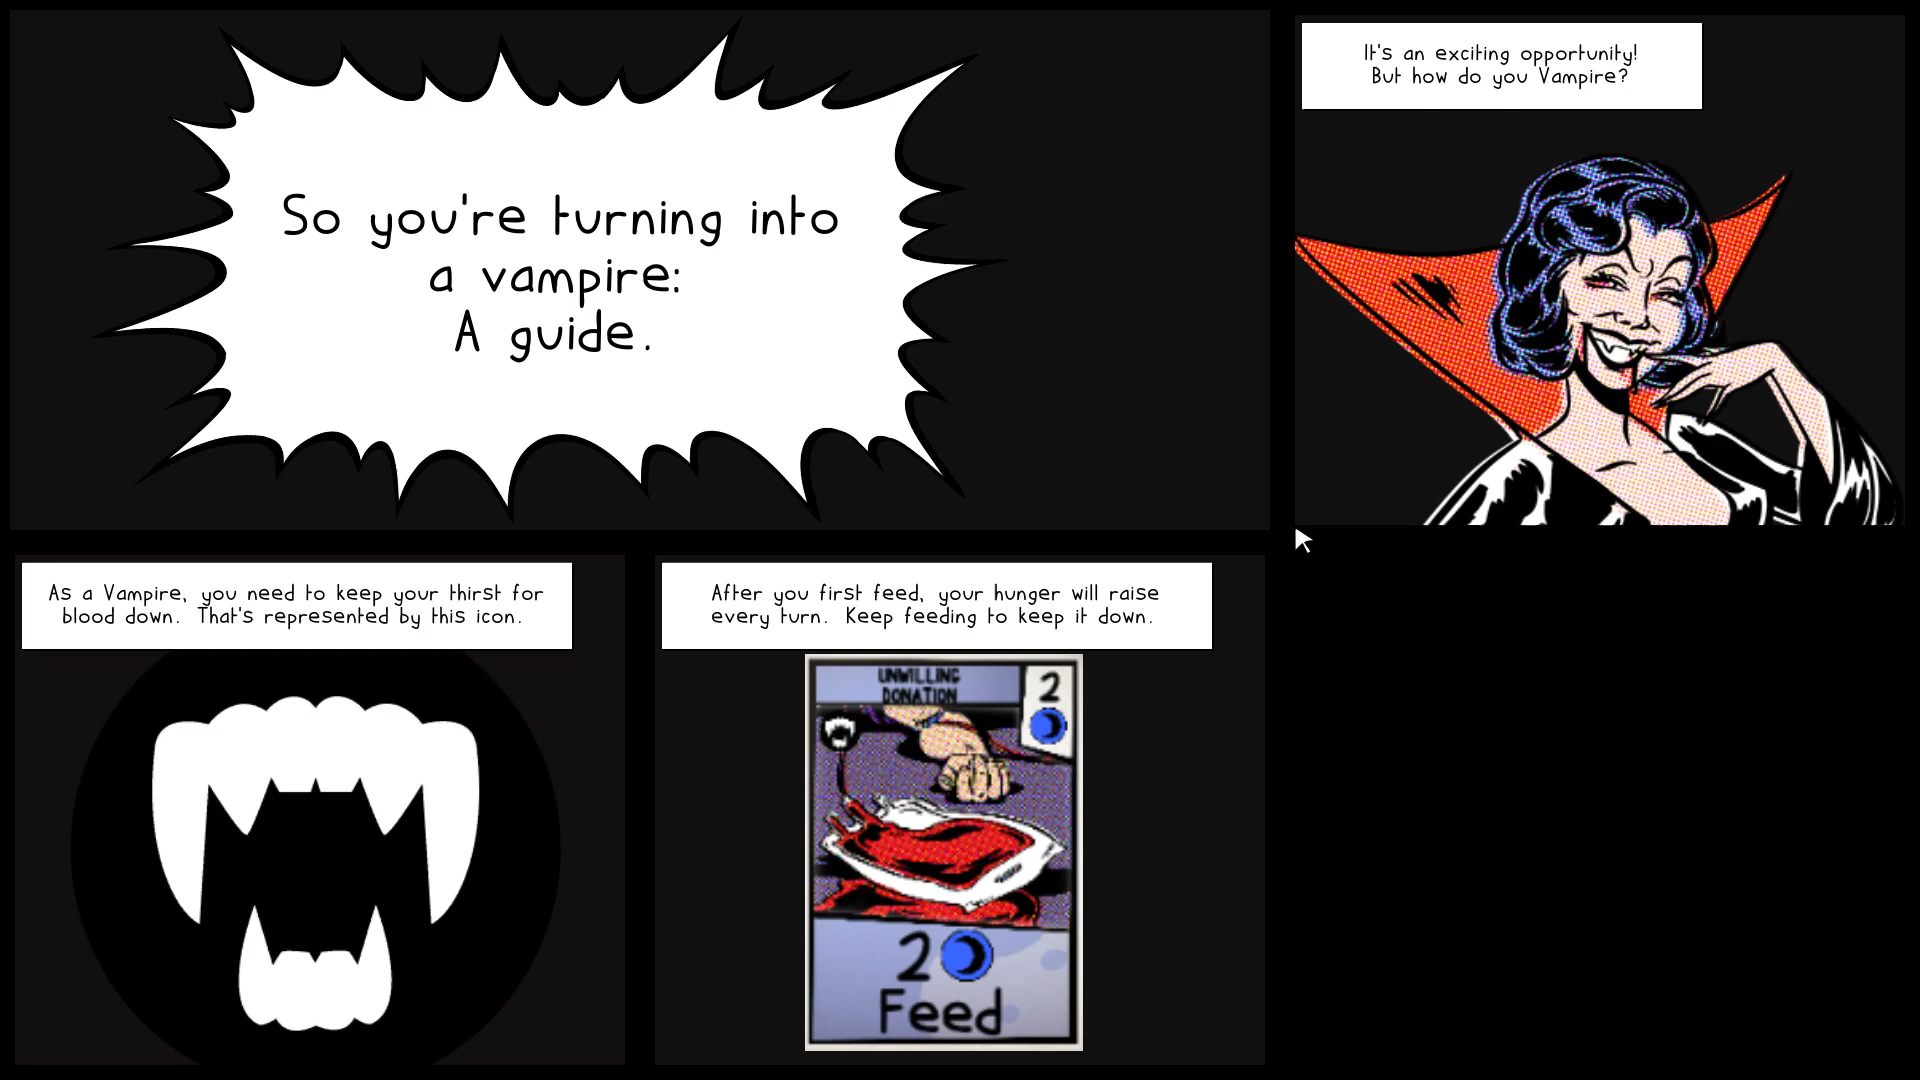 So you're turning into
a vampire:
A guide.
It's an exciting opportunity!
But how do you Vampire?
As a Vampire, you need to keep your thirst for
blood down. That's represented by this icon.
After you first feed, your hunger will raise
every turn. Keep feeding to keep it down.
UNWILLING
DONATION
2
2
Feed